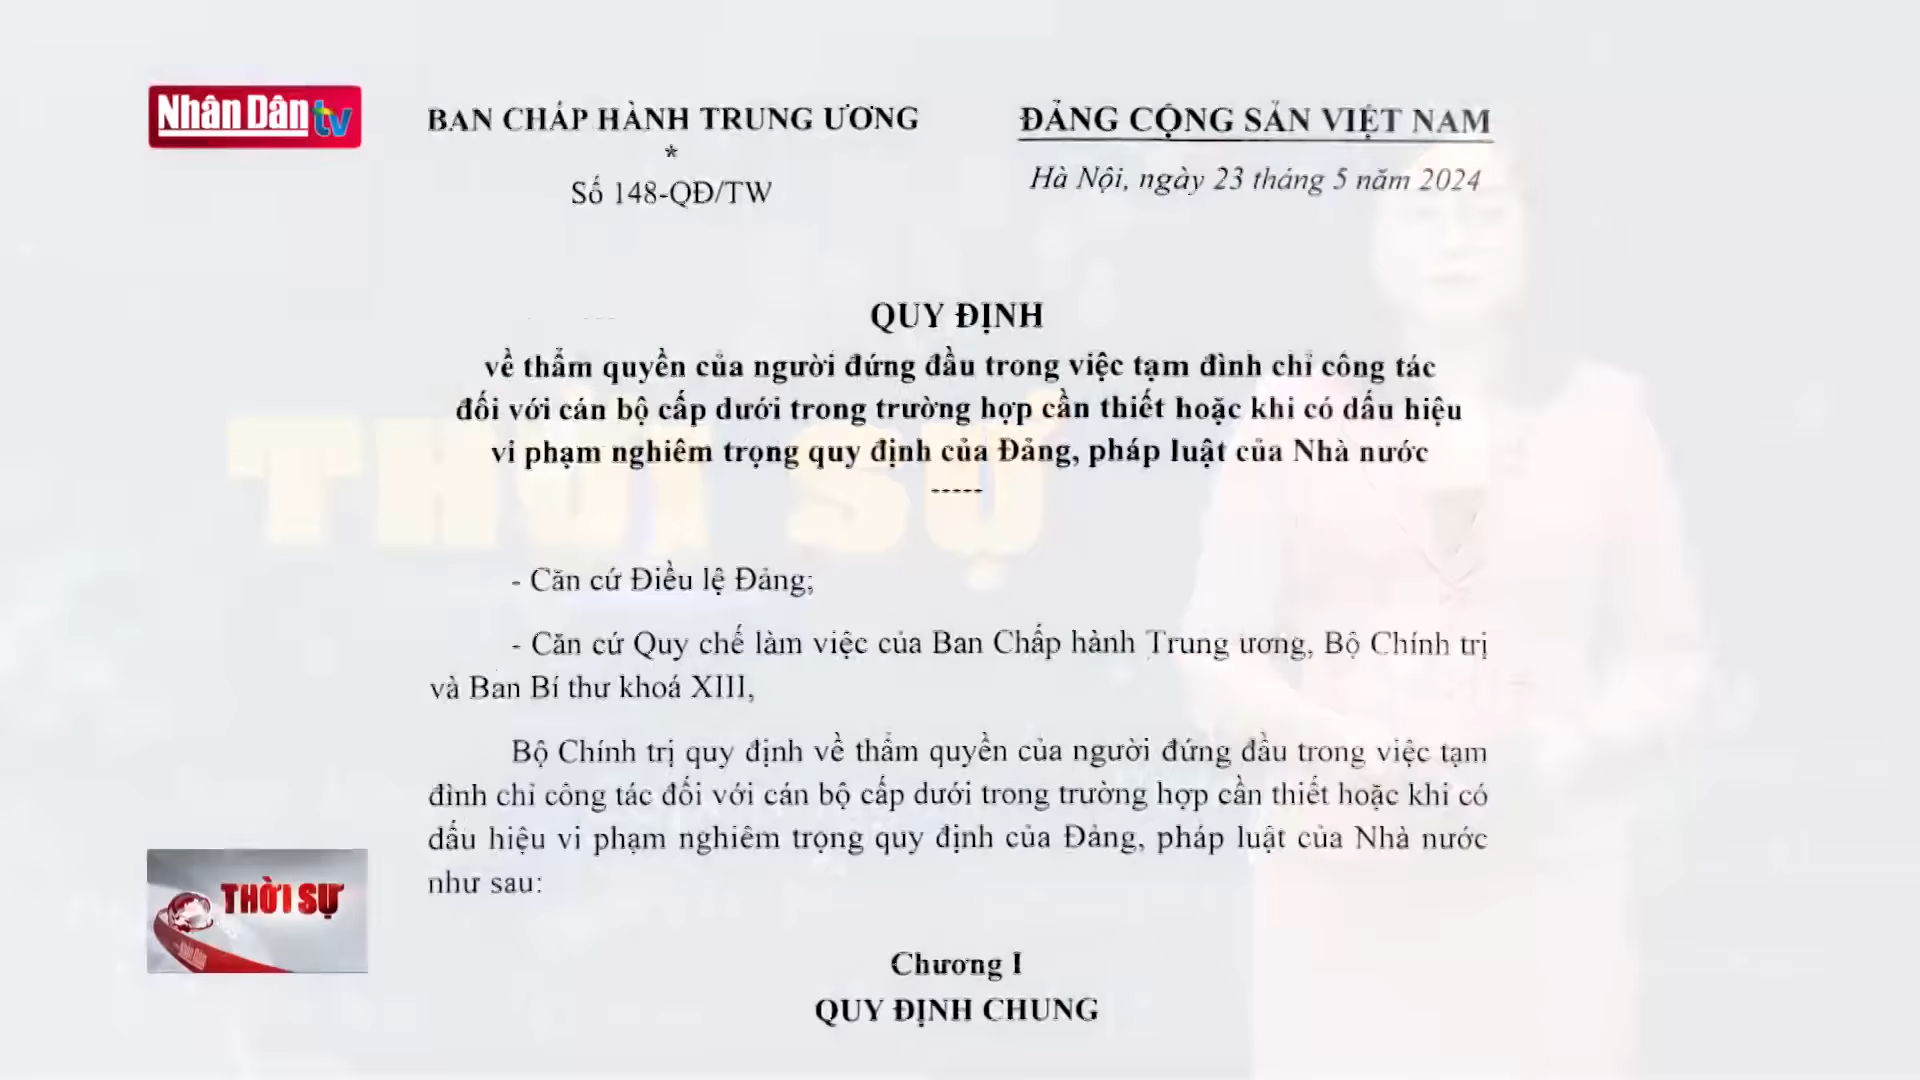 Nhân Dân tv
BAN CHẤP HÀNH TRUNG ƯƠNG
*
Số 148-QĐ/TW
ĐẢNG CỘNG SẢN VIỆT NAM
Hà Nội, ngày 23 tháng 5 năm 2024
QUY ĐỊNH
về thẩm quyền của người đứng đầu trong việc tạm đình chỉ công tác
đối với cán bộ cấp dưới trong trường hợp cần thiết hoặc khi có dấu hiệu
vi phạm nghiêm trọng quy định của Đảng, pháp luật của Nhà nước
-----
THỜI SỰ
- Căn cứ Điều lệ Đảng;
- Căn cứ Quy chế làm việc của Ban Chấp hành Trung ương, Bộ Chính trị
và Ban Bí thư khoá XIII,
Bộ Chính trị quy định về thẩm quyền của người đứng đầu trong việc tạm
đình chỉ công tác đối với cán bộ cấp dưới trong trường hợp cần thiết hoặc khi có
dấu hiệu vi phạm nghiêm trọng quy định của Đảng, pháp luật của Nhà nước
như sau:
THỜI SỰ
Nhân Dân
Chương I
QUY ĐỊNH CHUNG